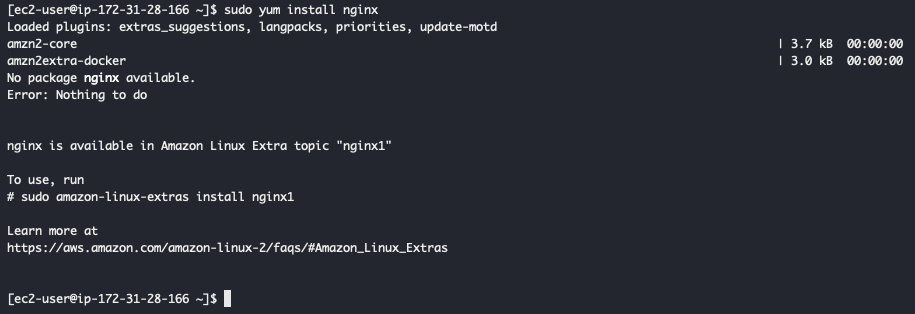 [ec2-user@ip-172-31-28-166 ~]$ sudo yum install nginx
Loaded plugins: extras_suggestions, langpacks, priorities, update-motd
amzn2-core | 3.7 kB 00:00:00
amzn2extra-docker | 3.0 kB 00:00:00
No package nginx available.
Error: Nothing to do
nginx is available in Amazon Linux Extra topic "nginx1"
To use, run
# sudo amazon-linux-extras install nginx1
Learn more at
https://aws.amazon.com/amazon-linux-2/faqs/#Amazon_Linux_Extras
[ec2-user@ip-172-31-28-166 ~]$